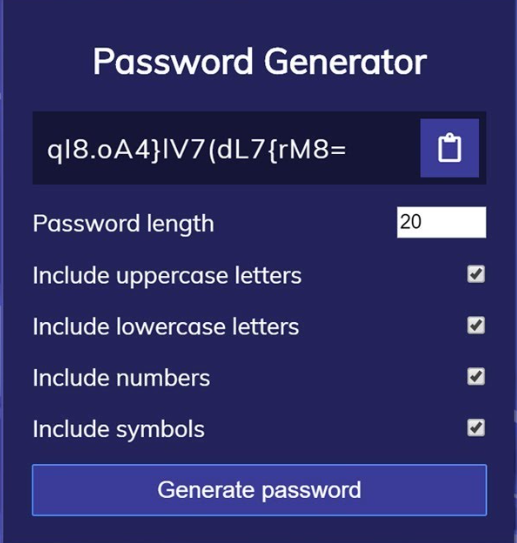 Password Generator
qI8.oA4}lV7(dL7{rM8=
Password length
20
Include uppercase letters
Include lowercase letters
Include numbers
Include symbols
Generate password